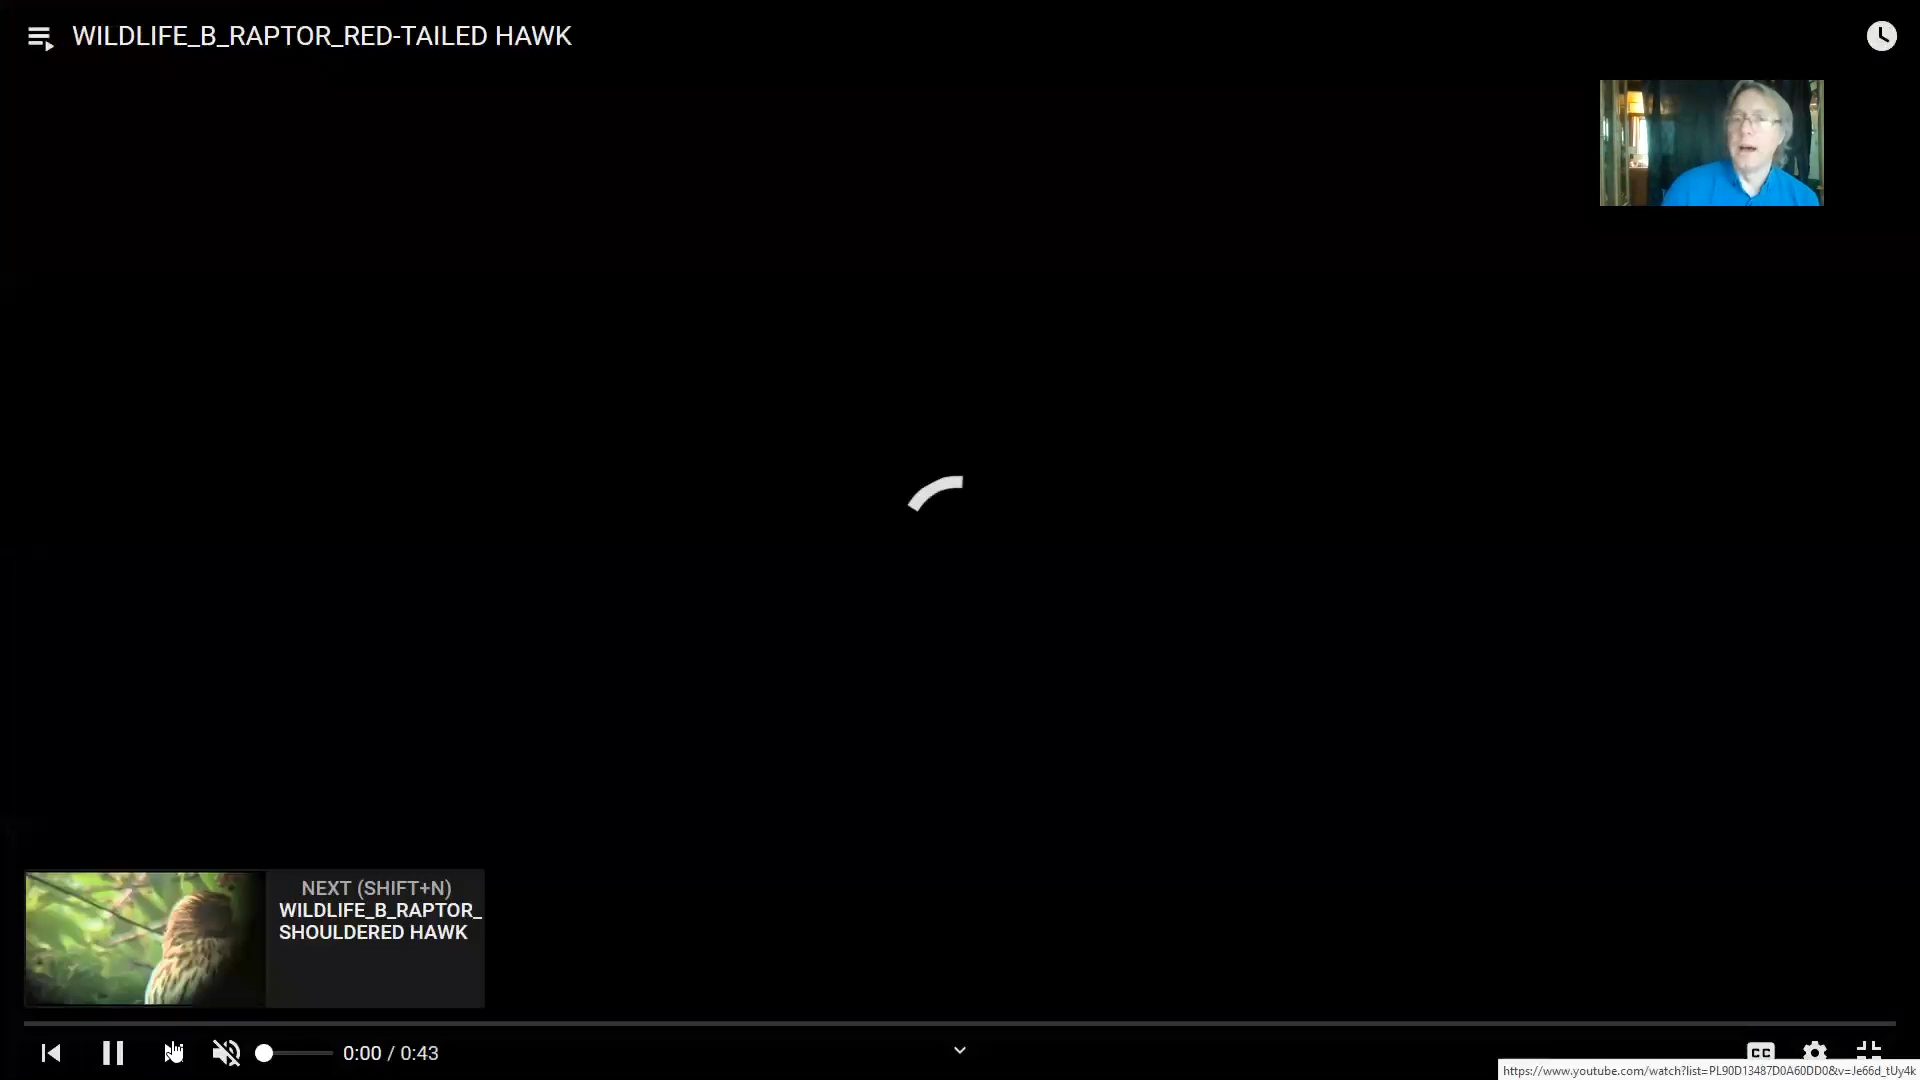 WILDLIFE_B_RAPTOR_RED-TAILED HAWK
NEXT (SHIFT+N)
WILDLIFE_B_RAPTOR_
SHOULDERED HAWK
0:00 / 0:43
CC
https://www.youtube.com/watch?list=PL90D13487D0A60DD0&v=Je66d_tUy4k